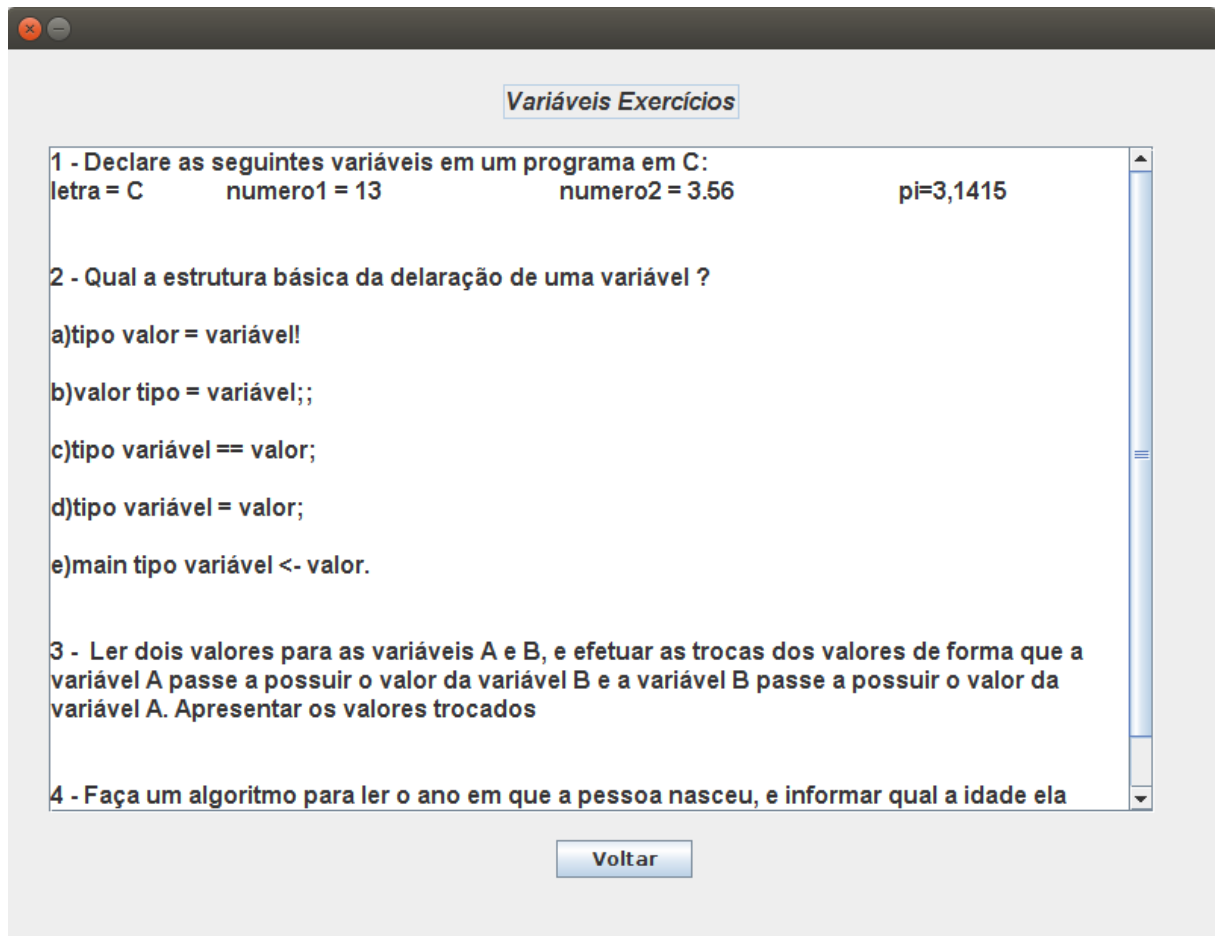 Variáveis Exercícios
1 - Declare as seguintes variáveis em um programa em C:
letra = C numero1 = 13 numero2 = 3.56 pi=3,1415
2 - Qual a estrutura básica da delaração de uma variável ?
a)tipo valor = variável!
b)valor tipo = variável;;
c)tipo variável == valor;
d)tipo variável = valor;
e)main tipo variável <- valor.
3 - Ler dois valores para as variáveis A e B, e efetuar as trocas dos valores de forma que a
variável A passe a possuir o valor da variável B e a variável B passe a possuir o valor da
variável A. Apresentar os valores trocados
4 - Faça um algoritmo para ler o ano em que a pessoa nasceu, e informar qual a idade ela
Voltar